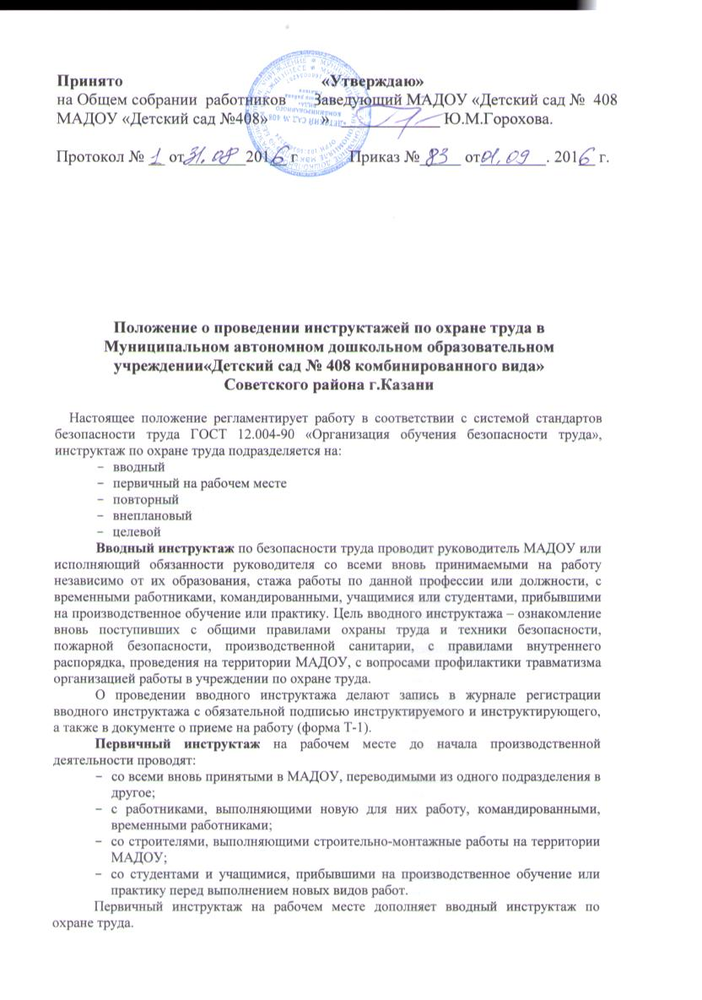 Принято «Утверждаю»
на Общем собрании работников Заведующий МАДОУ «Детский сад № 408
МАДОУ «Детский сад №408» » ____________ Ю.М.Горохова.
Протокол № 1 от 31.08 2016 г Приказ № 83 от 01.09 . 2016 г.
Положение о проведении инструктажей по охране труда в
Муниципальном автономном дошкольном образовательном
учреждении«Детский сад № 408 комбинированного вида»
Советского района г.Казани
Настоящее положение регламентирует работу в соответствии с системой стандартов
безопасности труда ГОСТ 12.004-90 «Организация обучения безопасности труда»,
инструктаж по охране труда подразделяется на:
− вводный
− первичный на рабочем месте
− повторный
− внеплановый
− целевой
Вводный инструктаж по безопасности труда проводит руководитель МАДОУ или
исполняющий обязанности руководителя со всеми вновь принимаемыми на работу
независимо от их образования, стажа работы по данной профессии или должности, с
временными работниками, командированными, учащимися или студентами, прибывшими
на производственное обучение или практику. Цель вводного инструктажа – ознакомление
вновь поступивших с общими правилами охраны труда и техники безопасности,
пожарной безопасности, производственной санитарии, с правилами внутреннего
распорядка, проведения на территории МАДОУ, с вопросами профилактики травматизма
организацией работы в учреждении по охране труда.
О проведении вводного инструктажа делают запись в журнале регистрации
вводного инструктажа с обязательной подписью инструктируемого и инструктирующего,
а также в документе о приеме на работу (форма Т-1).
Первичный инструктаж на рабочем месте до начала производственной
деятельности проводят:
− со всеми вновь принятыми в МАДОУ, переводимыми из одного подразделения в
другое;
− с работниками, выполняющими новую для них работу, командированными,
временными работниками;
− со строителями, выполняющими строительно-монтажные работы на территории
МАДОУ;
− со студентами и учащимися, прибывшими на производственное обучение или
практику перед выполнением новых видов работ.
Первичный инструктаж на рабочем месте дополняет вводный инструктаж по
охране труда.